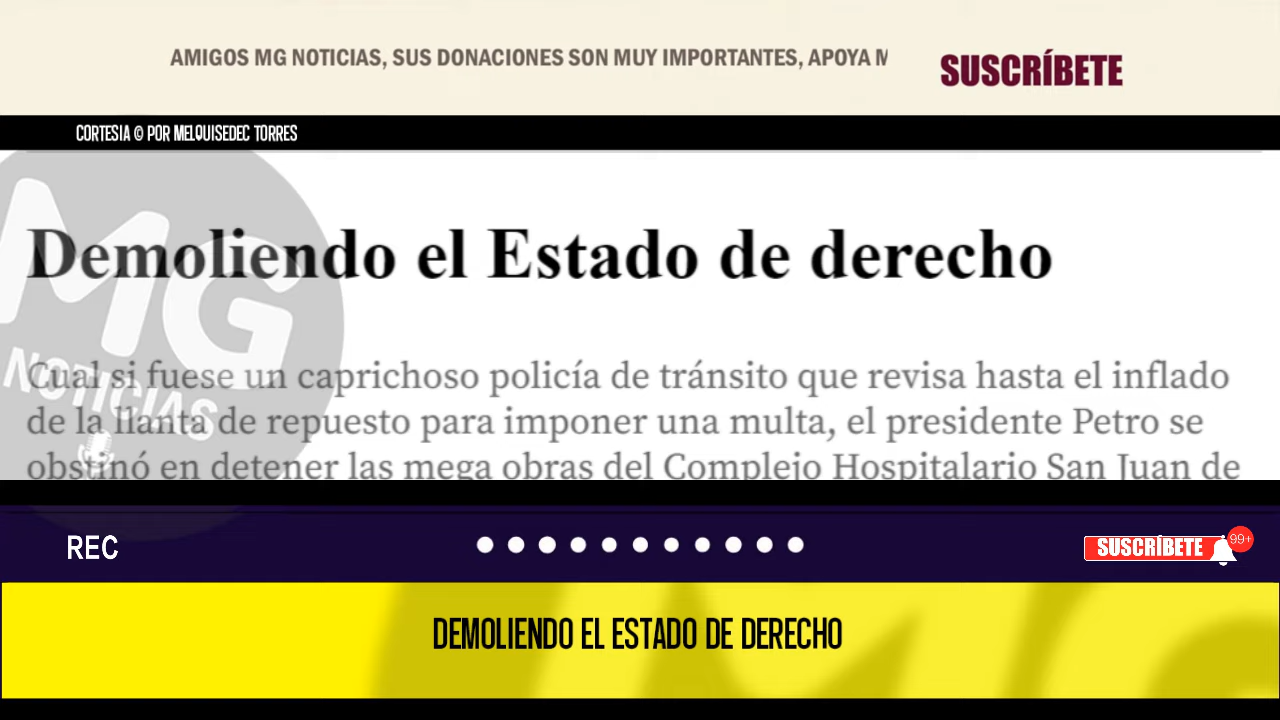 AMIGOS MG NOTICIAS, SUS DONACIONES SON MUY IMPORTANTES, APOYA M
SUSCRÍBETE
CORTESIA © POR MELQUISEDEC TORRES
MG
NOTICIAS
Demoliendo el Estado de derecho
Cual si fuese un caprichoso policía de tránsito que revisa hasta el inflado
de la llanta de repuesto para imponer una multa, el presidente Petro se
obstinó en detener las mega obras del Complejo Hospitalario San Juan de
REC
SUSCRÍBETE
99+
DEMOLIENDO EL ESTADO DE DERECHO